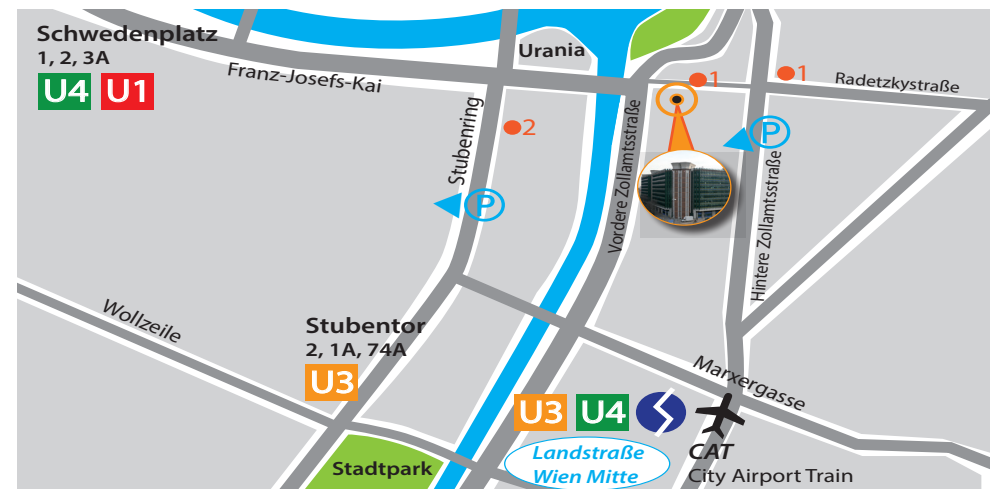 Schwedenplatz
1, 2, 3A
U4 U1
Franz-Josefs-Kai
Urania
1
1
Radetzkystraße
2
P
Stubenring
P
Vordere Zollamtsstraße
Hintere Zollamtsstraße
Wollzeile
Stubentor
2, 1A, 74A
U3
Marxergasse
U3 U4
Landstraße
Wien Mitte
CAT
City Airport Train
Stadtpark